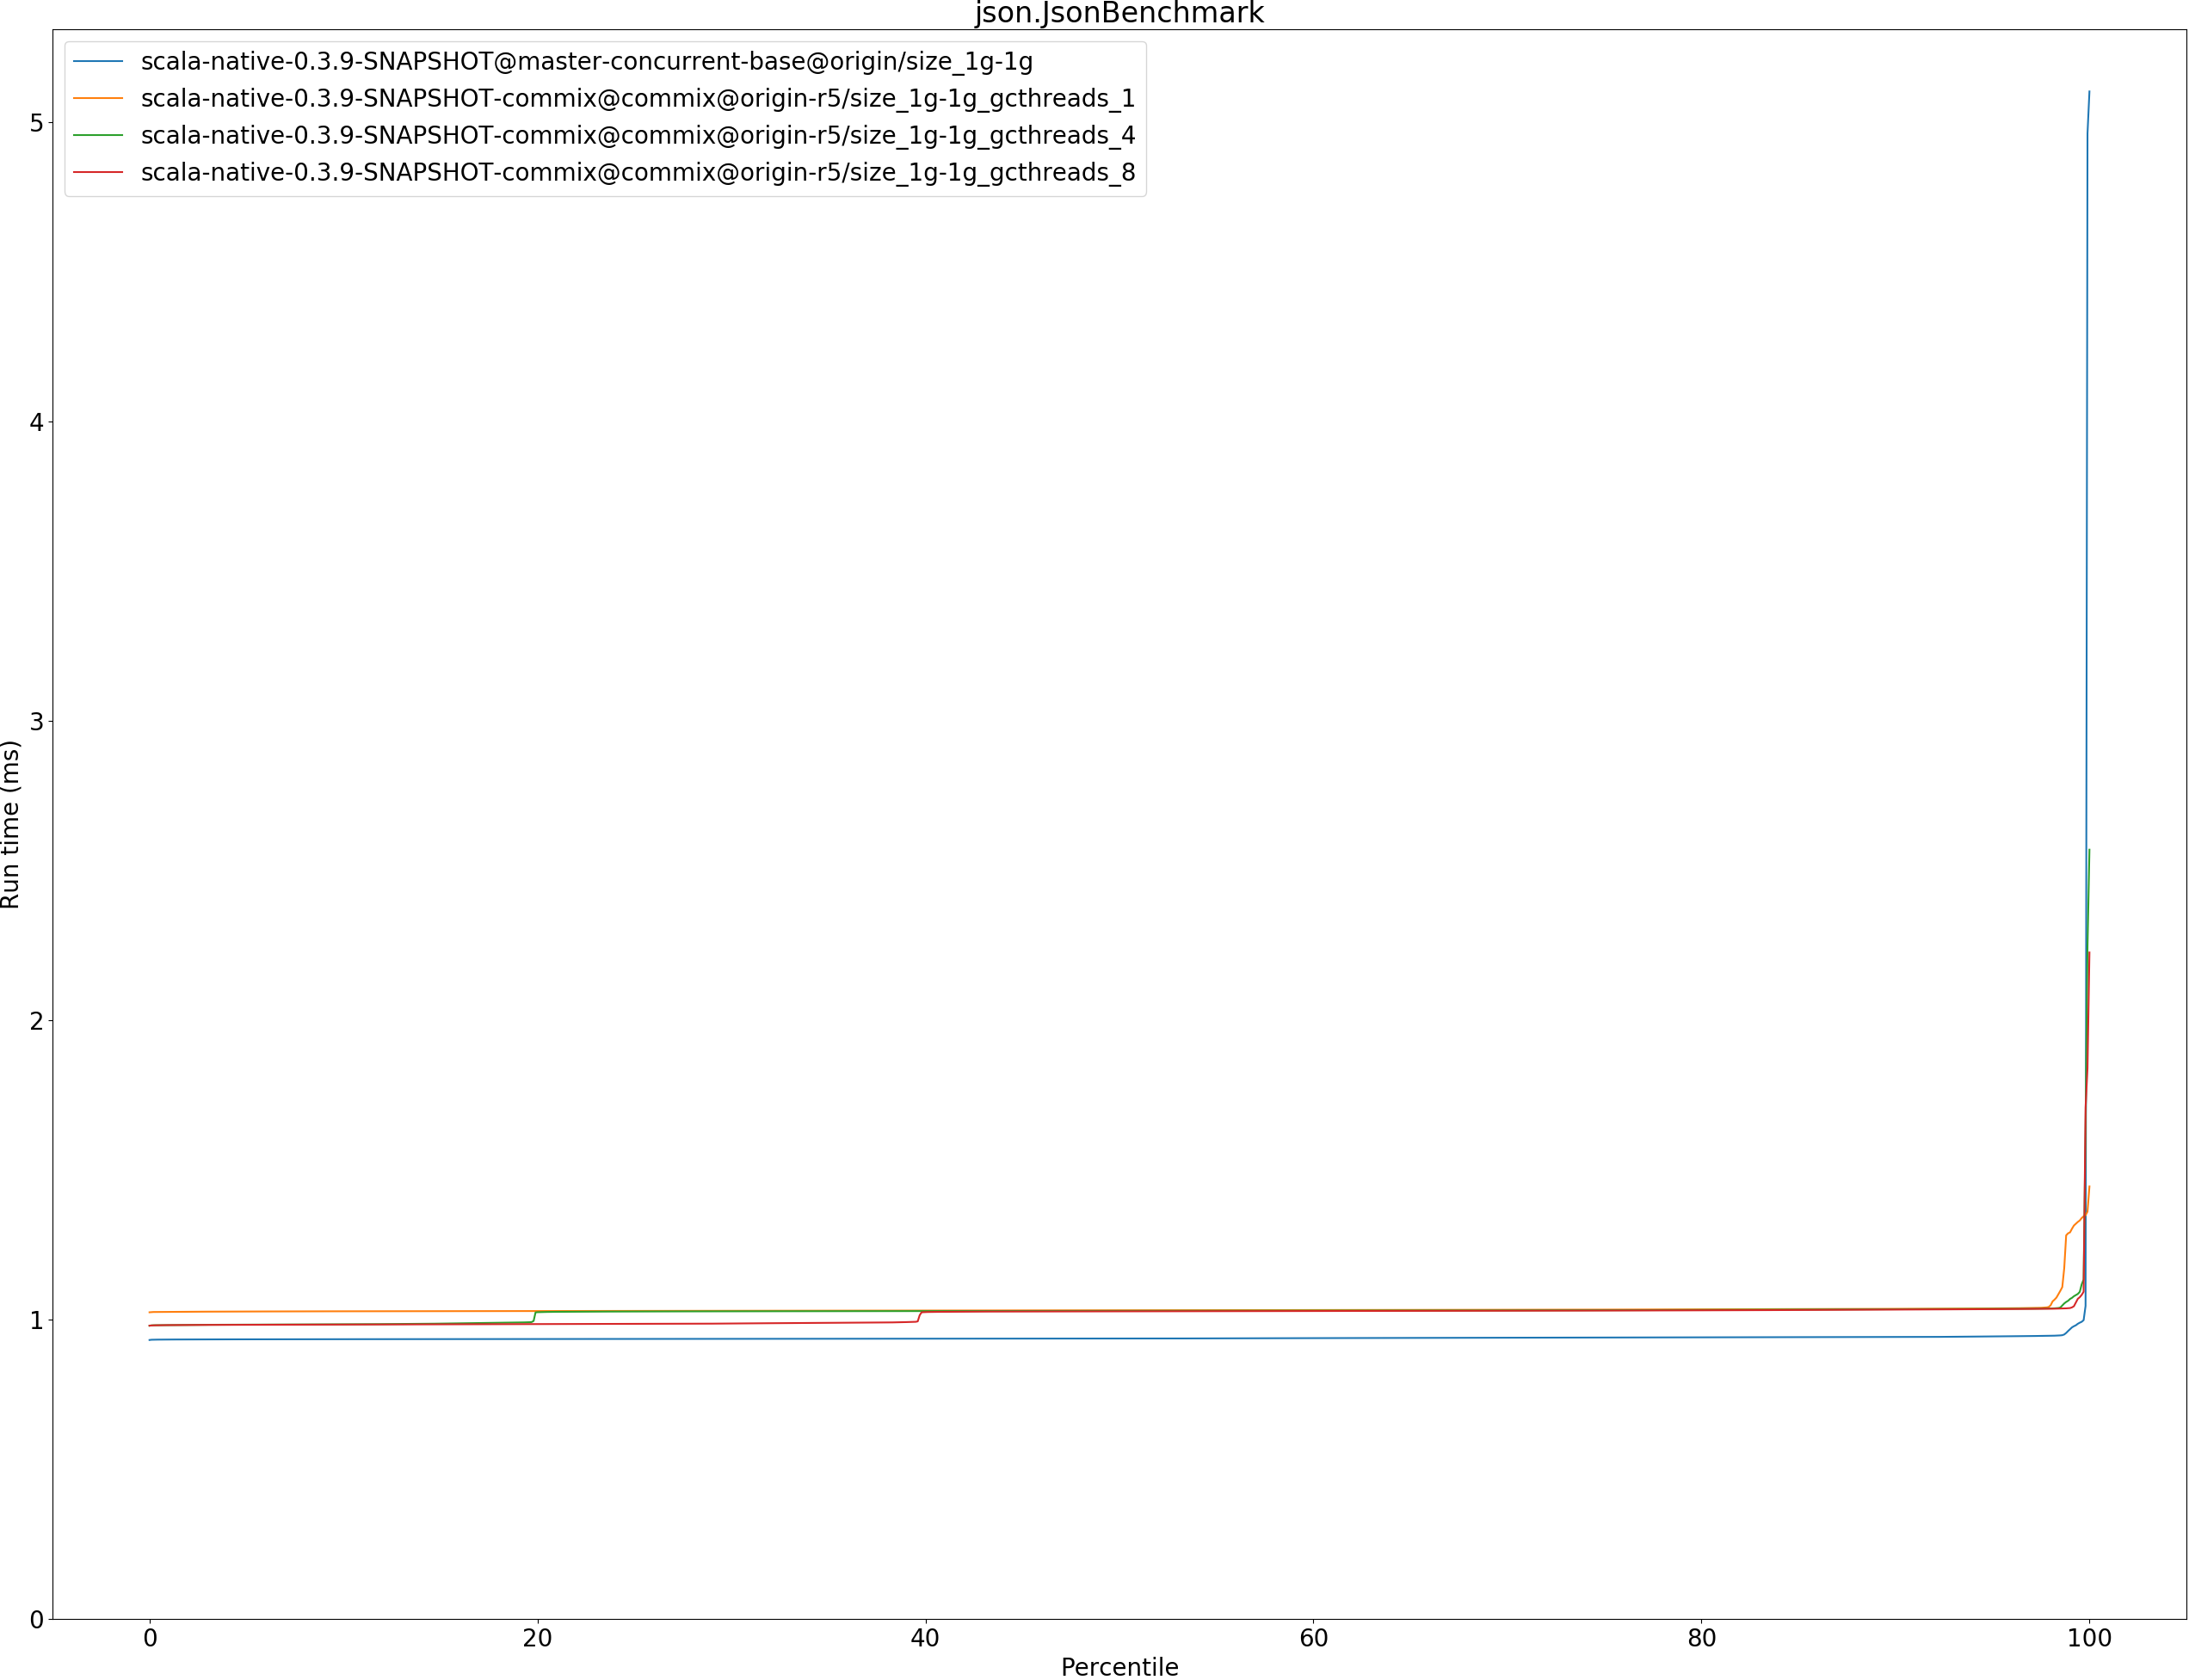 json.JsonBenchmark
scala-native-0.3.9-SNAPSHOT@master-concurrent-base@origin/size_1g-1g
scala-native-0.3.9-SNAPSHOT-commix@commix@origin-r5/size_1g-1g_gcthreads_1
scala-native-0.3.9-SNAPSHOT-commix@commix@origin-r5/size_1g-1g_gcthreads_4
scala-native-0.3.9-SNAPSHOT-commix@commix@origin-r5/size_1g-1g_gcthreads_8
5
4
3
2
1
0
Run time (ms)
0 20 40 60 80 100
Percentile